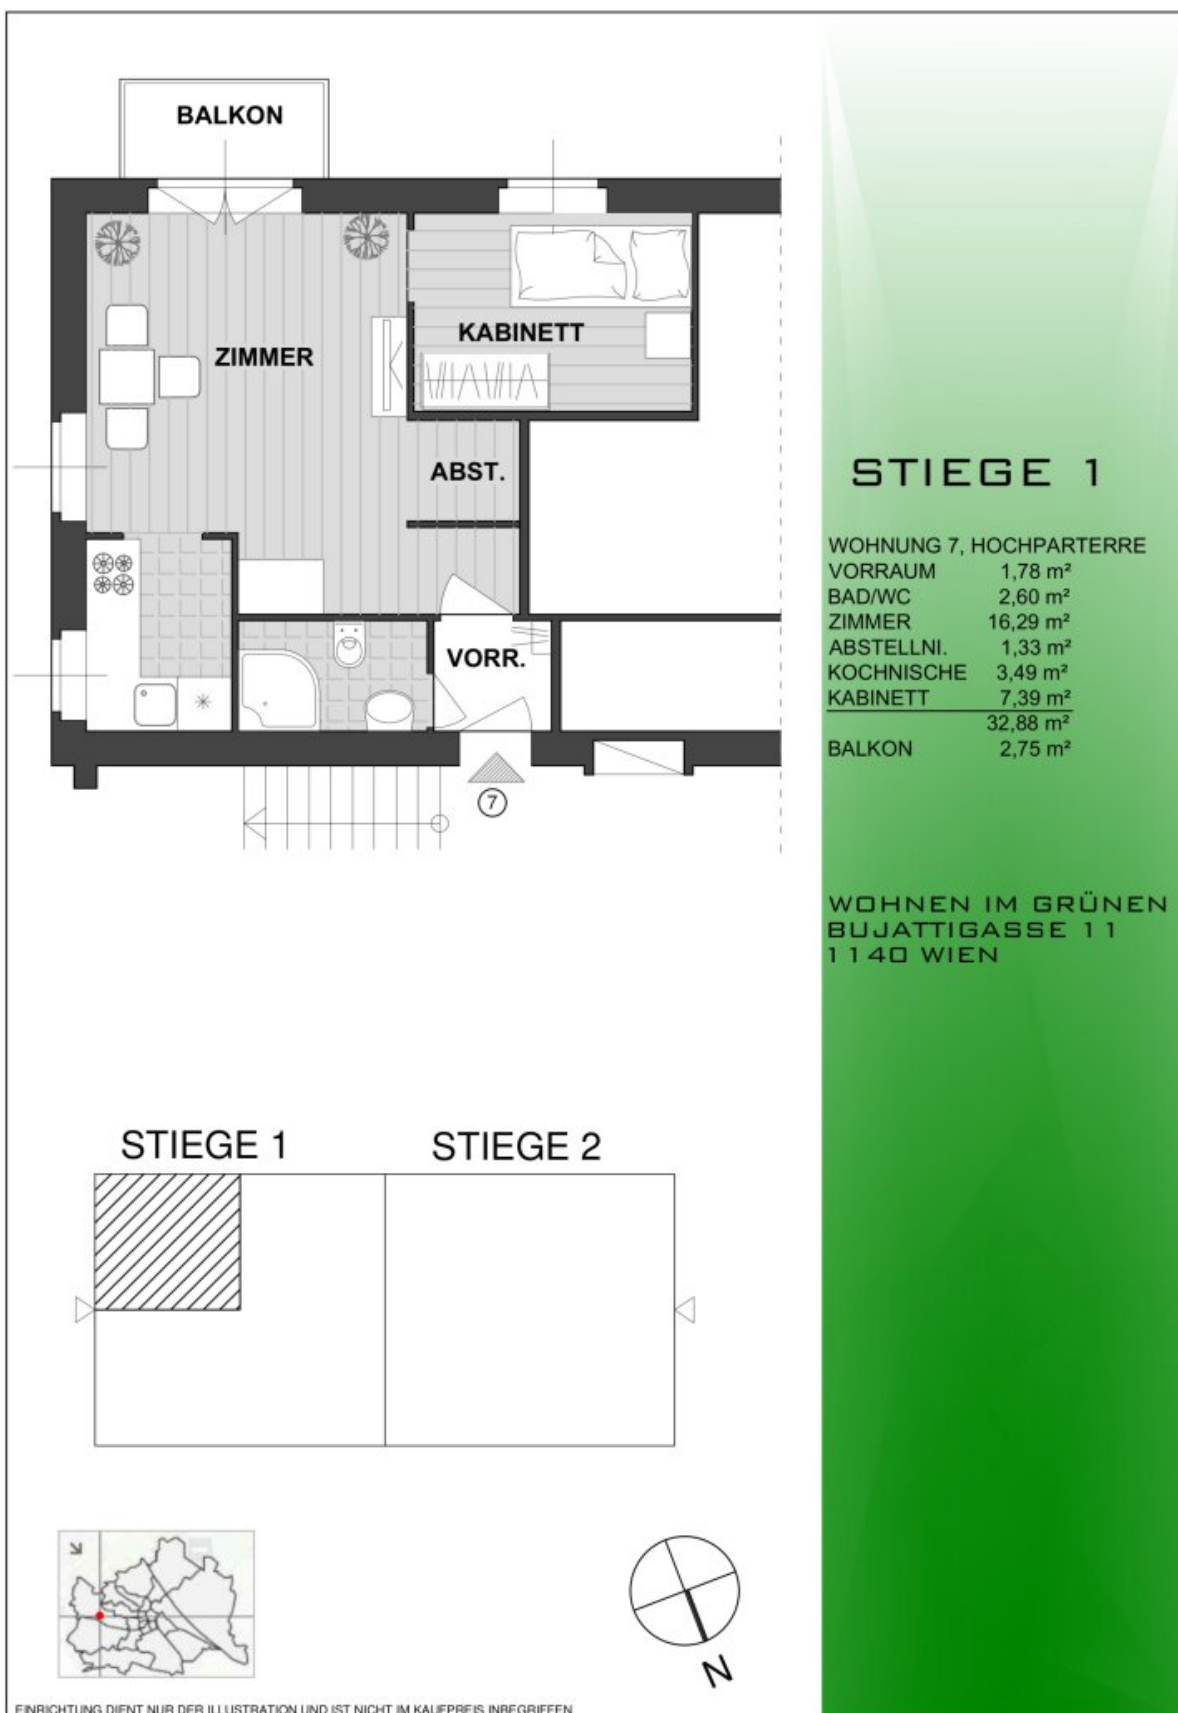 BALKON
ZIMMER
KABINETT
ABST.
VORR.
7
STIEGE 1
WOHNUNG 7, HOCHPARTERRE
VORRAUM 1,78 m²
BAD/WC 2,60 m²
ZIMMER 16,29 m²
ABSTELLNI. 1,33 m²
KOCHNISCHE 3,49 m²
KABINETT 7,39 m²
32,88 m²
BALKON 2,75 m²
WOHNEN IM GRÜNEN
BUJATTIGASSE 11
1140 WIEN
STIEGE 1 STIEGE 2
N
EINRICHTUNG DIENT NUR DER ILLUSTRATION UND IST NICHT IM KAUFPREIS INBEGRIFFEN